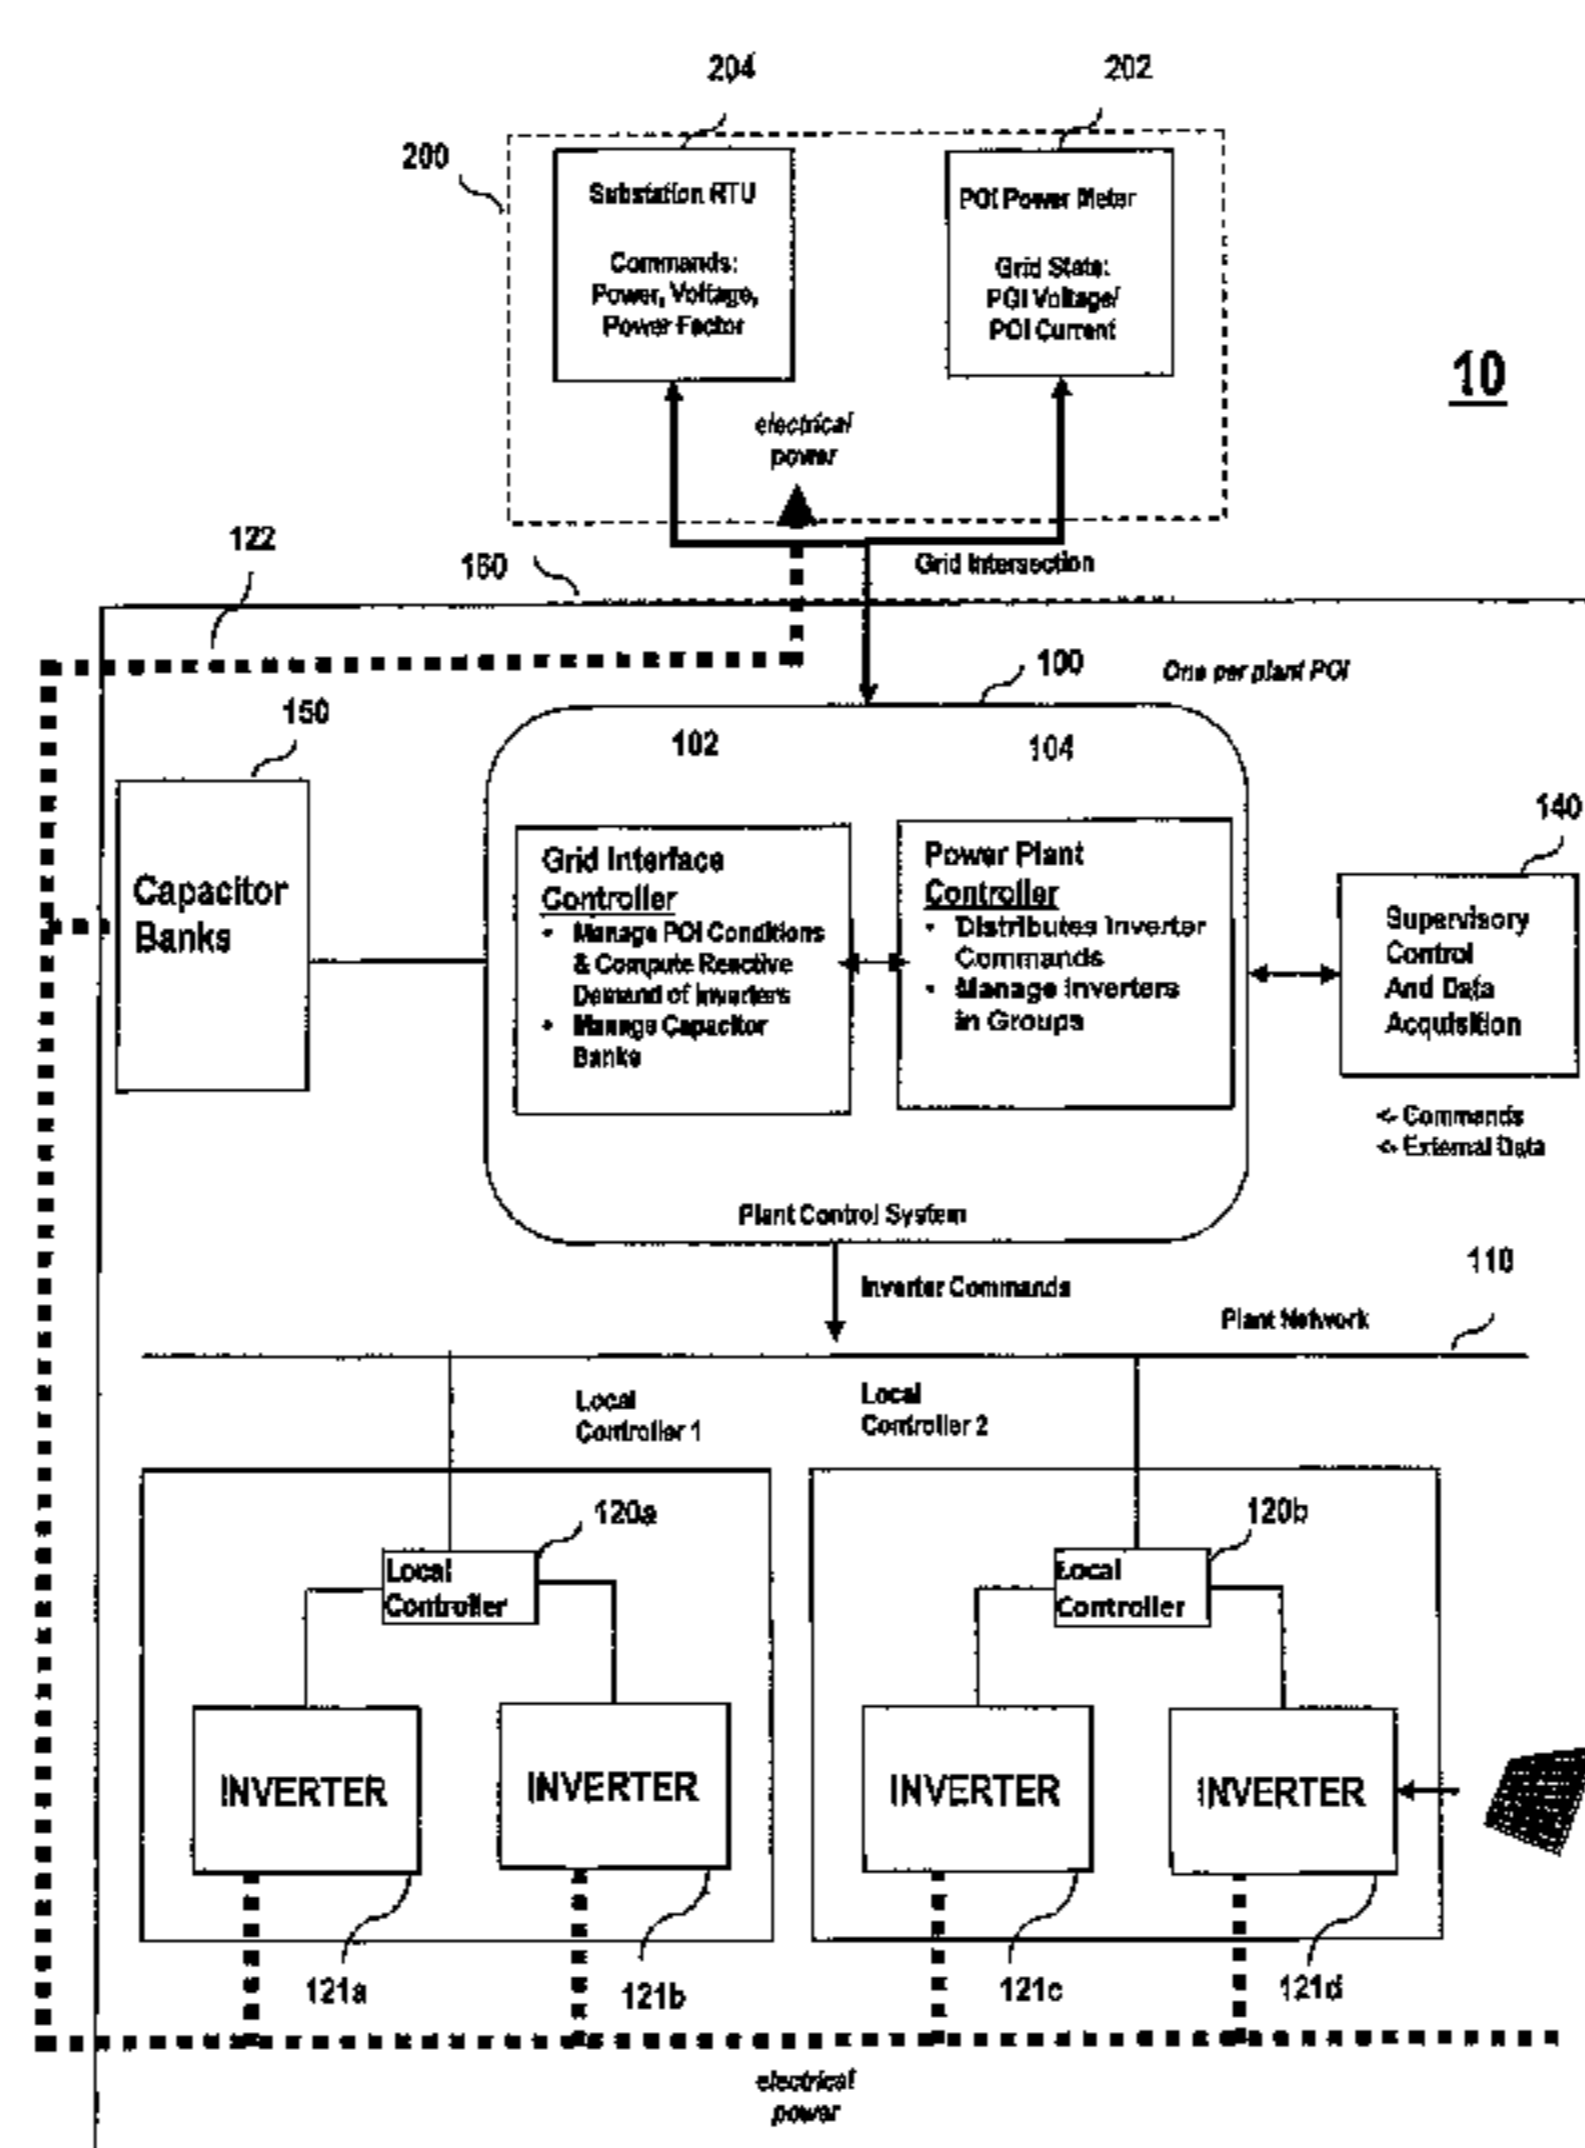 204
202
200
Substation RTU
Commands:
Power, Voltage,
Power Factor
POI Power Meter
Grid State:
POI Voltage/
POI Current
10
electrical
power
122
160
Grid Intersection
100
One per plant POI
150
102
104
140
Capacitor
Banks
Grid Interface
Controller
• Manage POI Conditions
& Compute Reactive
Demand of Inverters
• Manage Capacitor
Banks
Power Plant
Controller
• Distributes Inverter
Commands
• Manage Inverters
in Groups
Supervisory
Control
And Data
Acquisition
<- Commands
<- External Data
Plant Control System
110
Inverter Commands
Plant Network
Local
Controller 1
Local
Controller 2
120a
120b
Local
Controller
Local
Controller
INVERTER
INVERTER
INVERTER
INVERTER
121a
121b
121c
121d
electrical
power